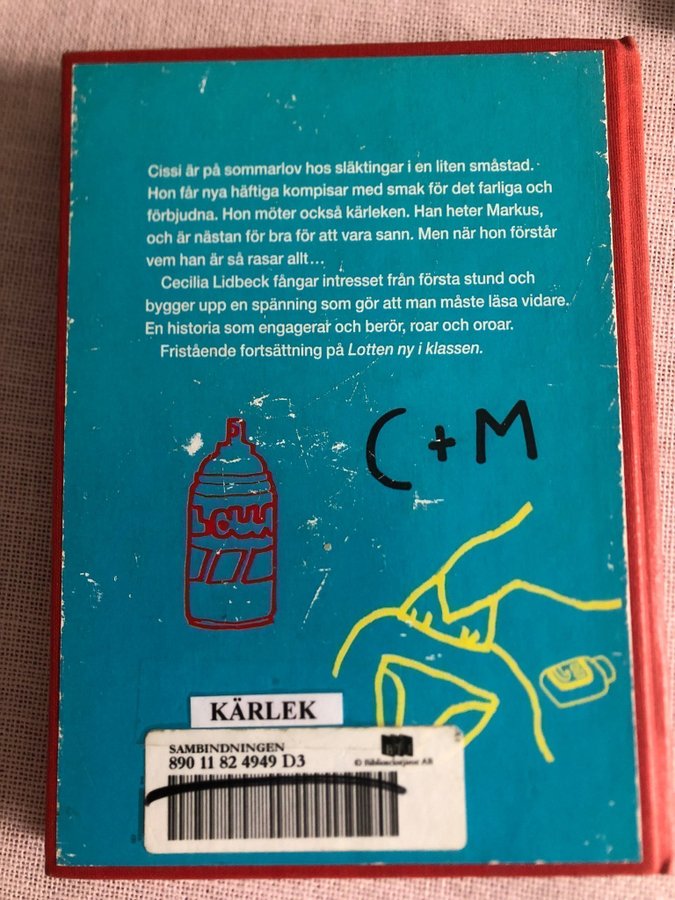 Cissi är på sommarlov hos släktingar i en liten småstad.
Hon får nya häftiga kompisar med smak för det farliga och
förbjudna. Hon möter också kärleken. Han heter Markus,
och är nästan för bra för att vara sann. Men när hon förstår
vem han är så rasar allt…
Cecilia Lidbeck fångar intresset från första stund och
bygger upp en spänning som gör att man måste läsa vidare.
En historia som engagerar och berör, roar och oroar.
Fristående fortsättning på Lotten ny i klassen.
C + M
KÄRLEK
SAMBINDNINGEN
890 11 82 4949 D3
© Bibliotekstjänst AB